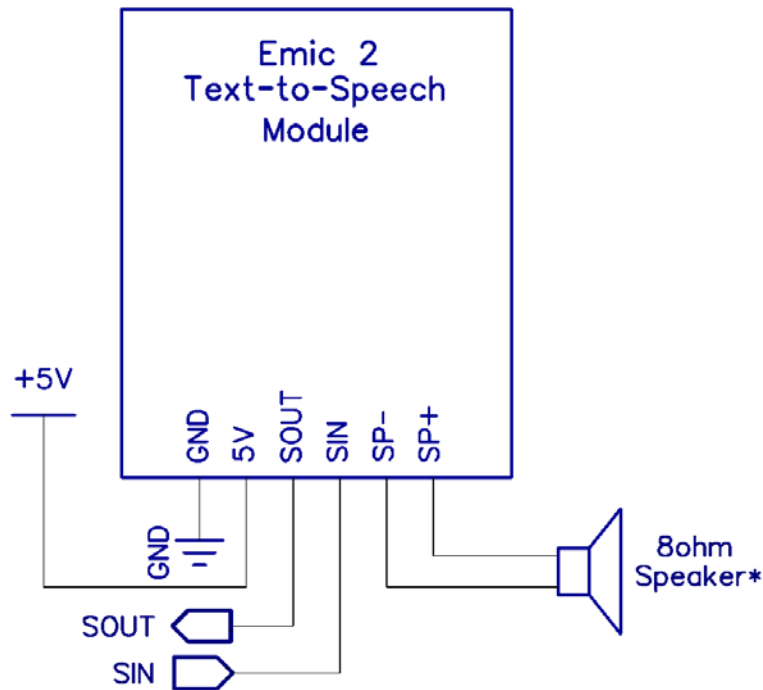 Emic 2
Text-to-Speech
Module
+5V
GND
5V
SOUT
SIN
SP-
SP+
GND
8ohm
Speaker*
SOUT
SIN